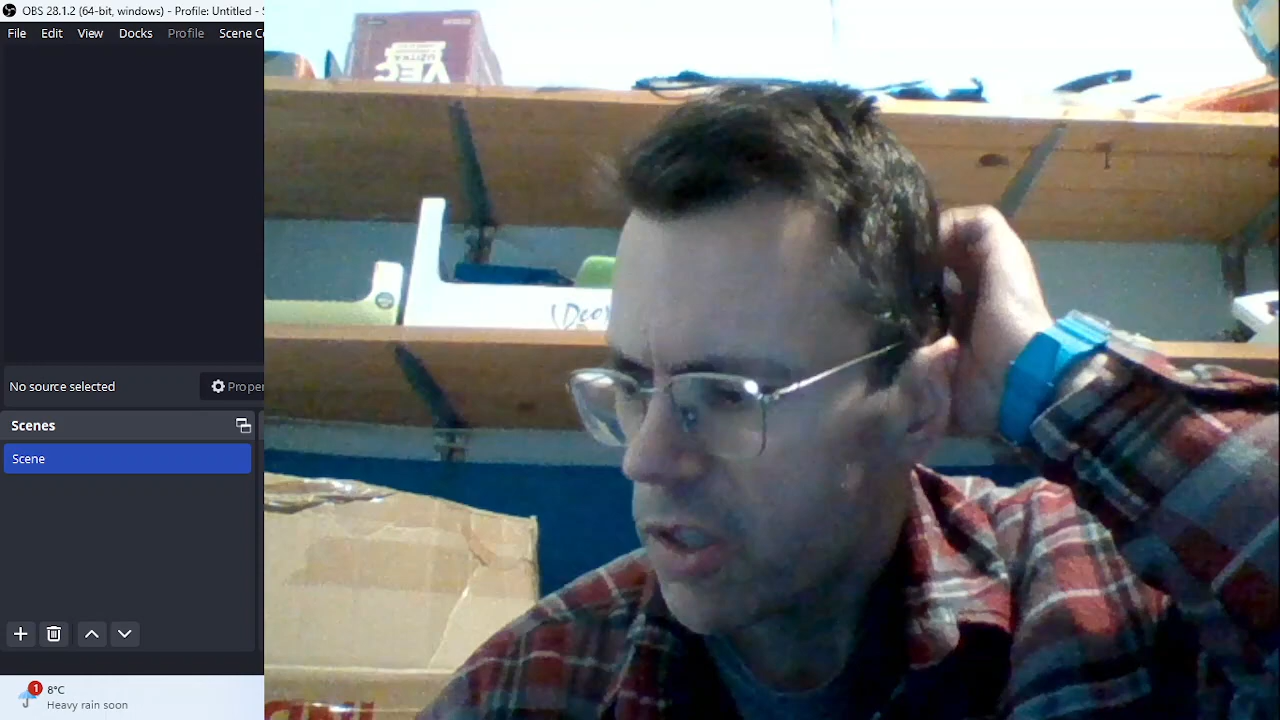 OBS 28.1.2 (64-bit, windows) - Profile: Untitled -
File Edit View Docks Profile Scene
No source selected
Proper
Scenes
Scene
1
8°C
Heavy rain soon